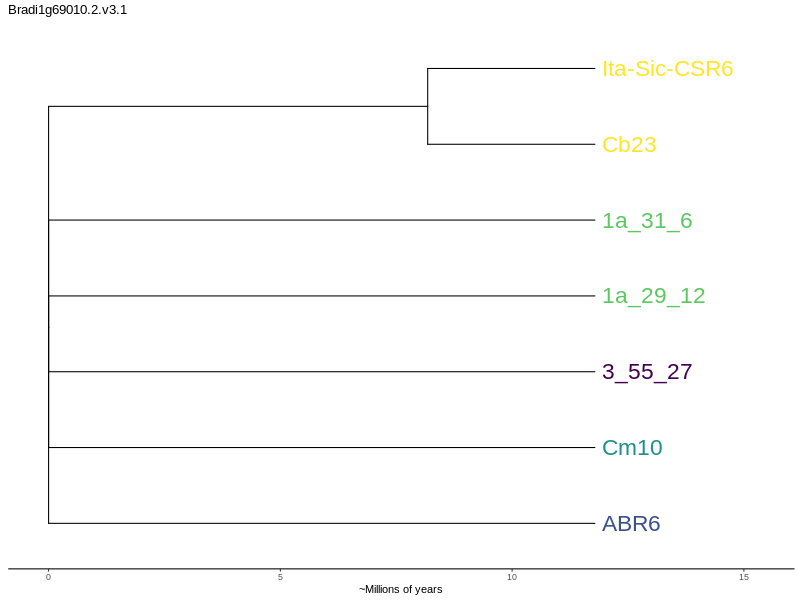 Bradi1g69010.2.v3.1
Ita-Sic-CSR6
Cb23
1a_31_6
1a_29_12
3_55_27
Cm10
ABR6
0 5 10 15
~Millions of years